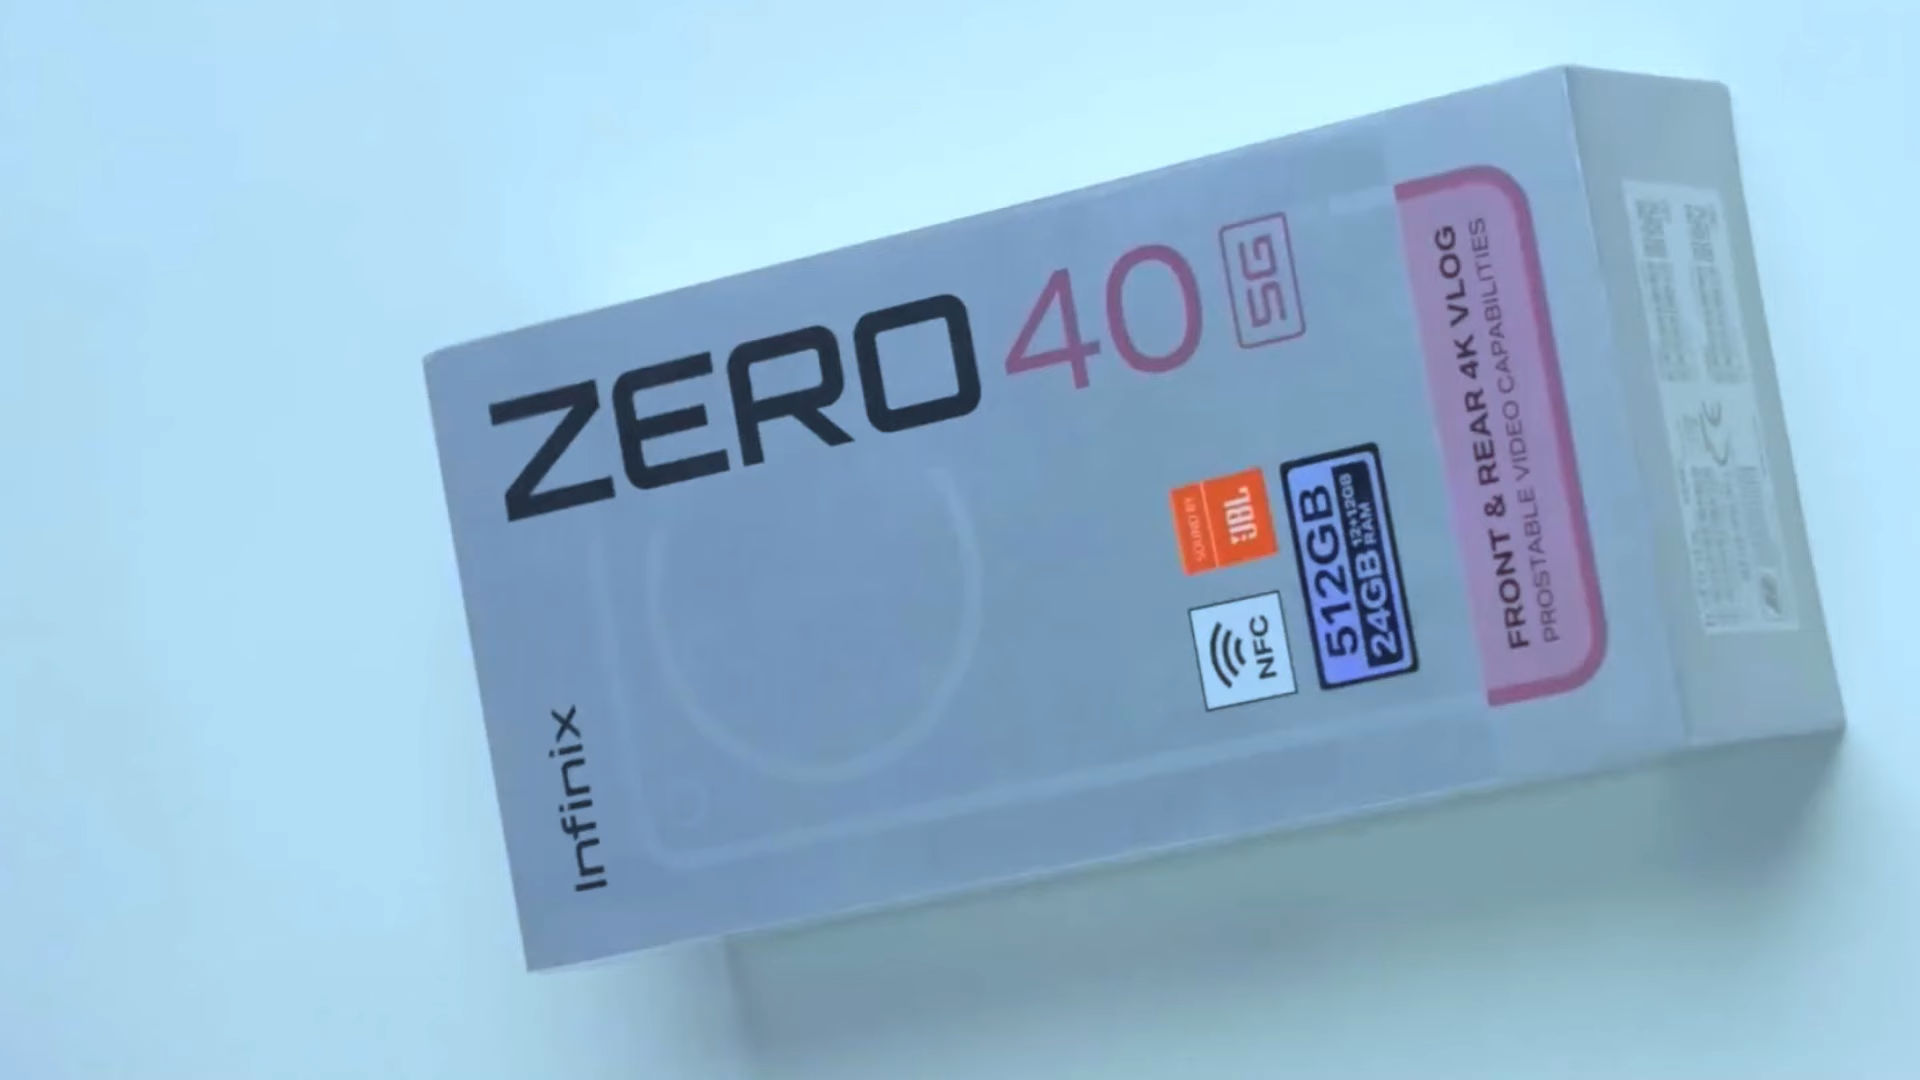 ZERO 40 5G
Infinix
SOUND BY
JBL
NFC
512GB
24GB 12+12GB RAM
FRONT & REAR 4K VLOG
PROSTABLE VIDEO CAPABILITIES